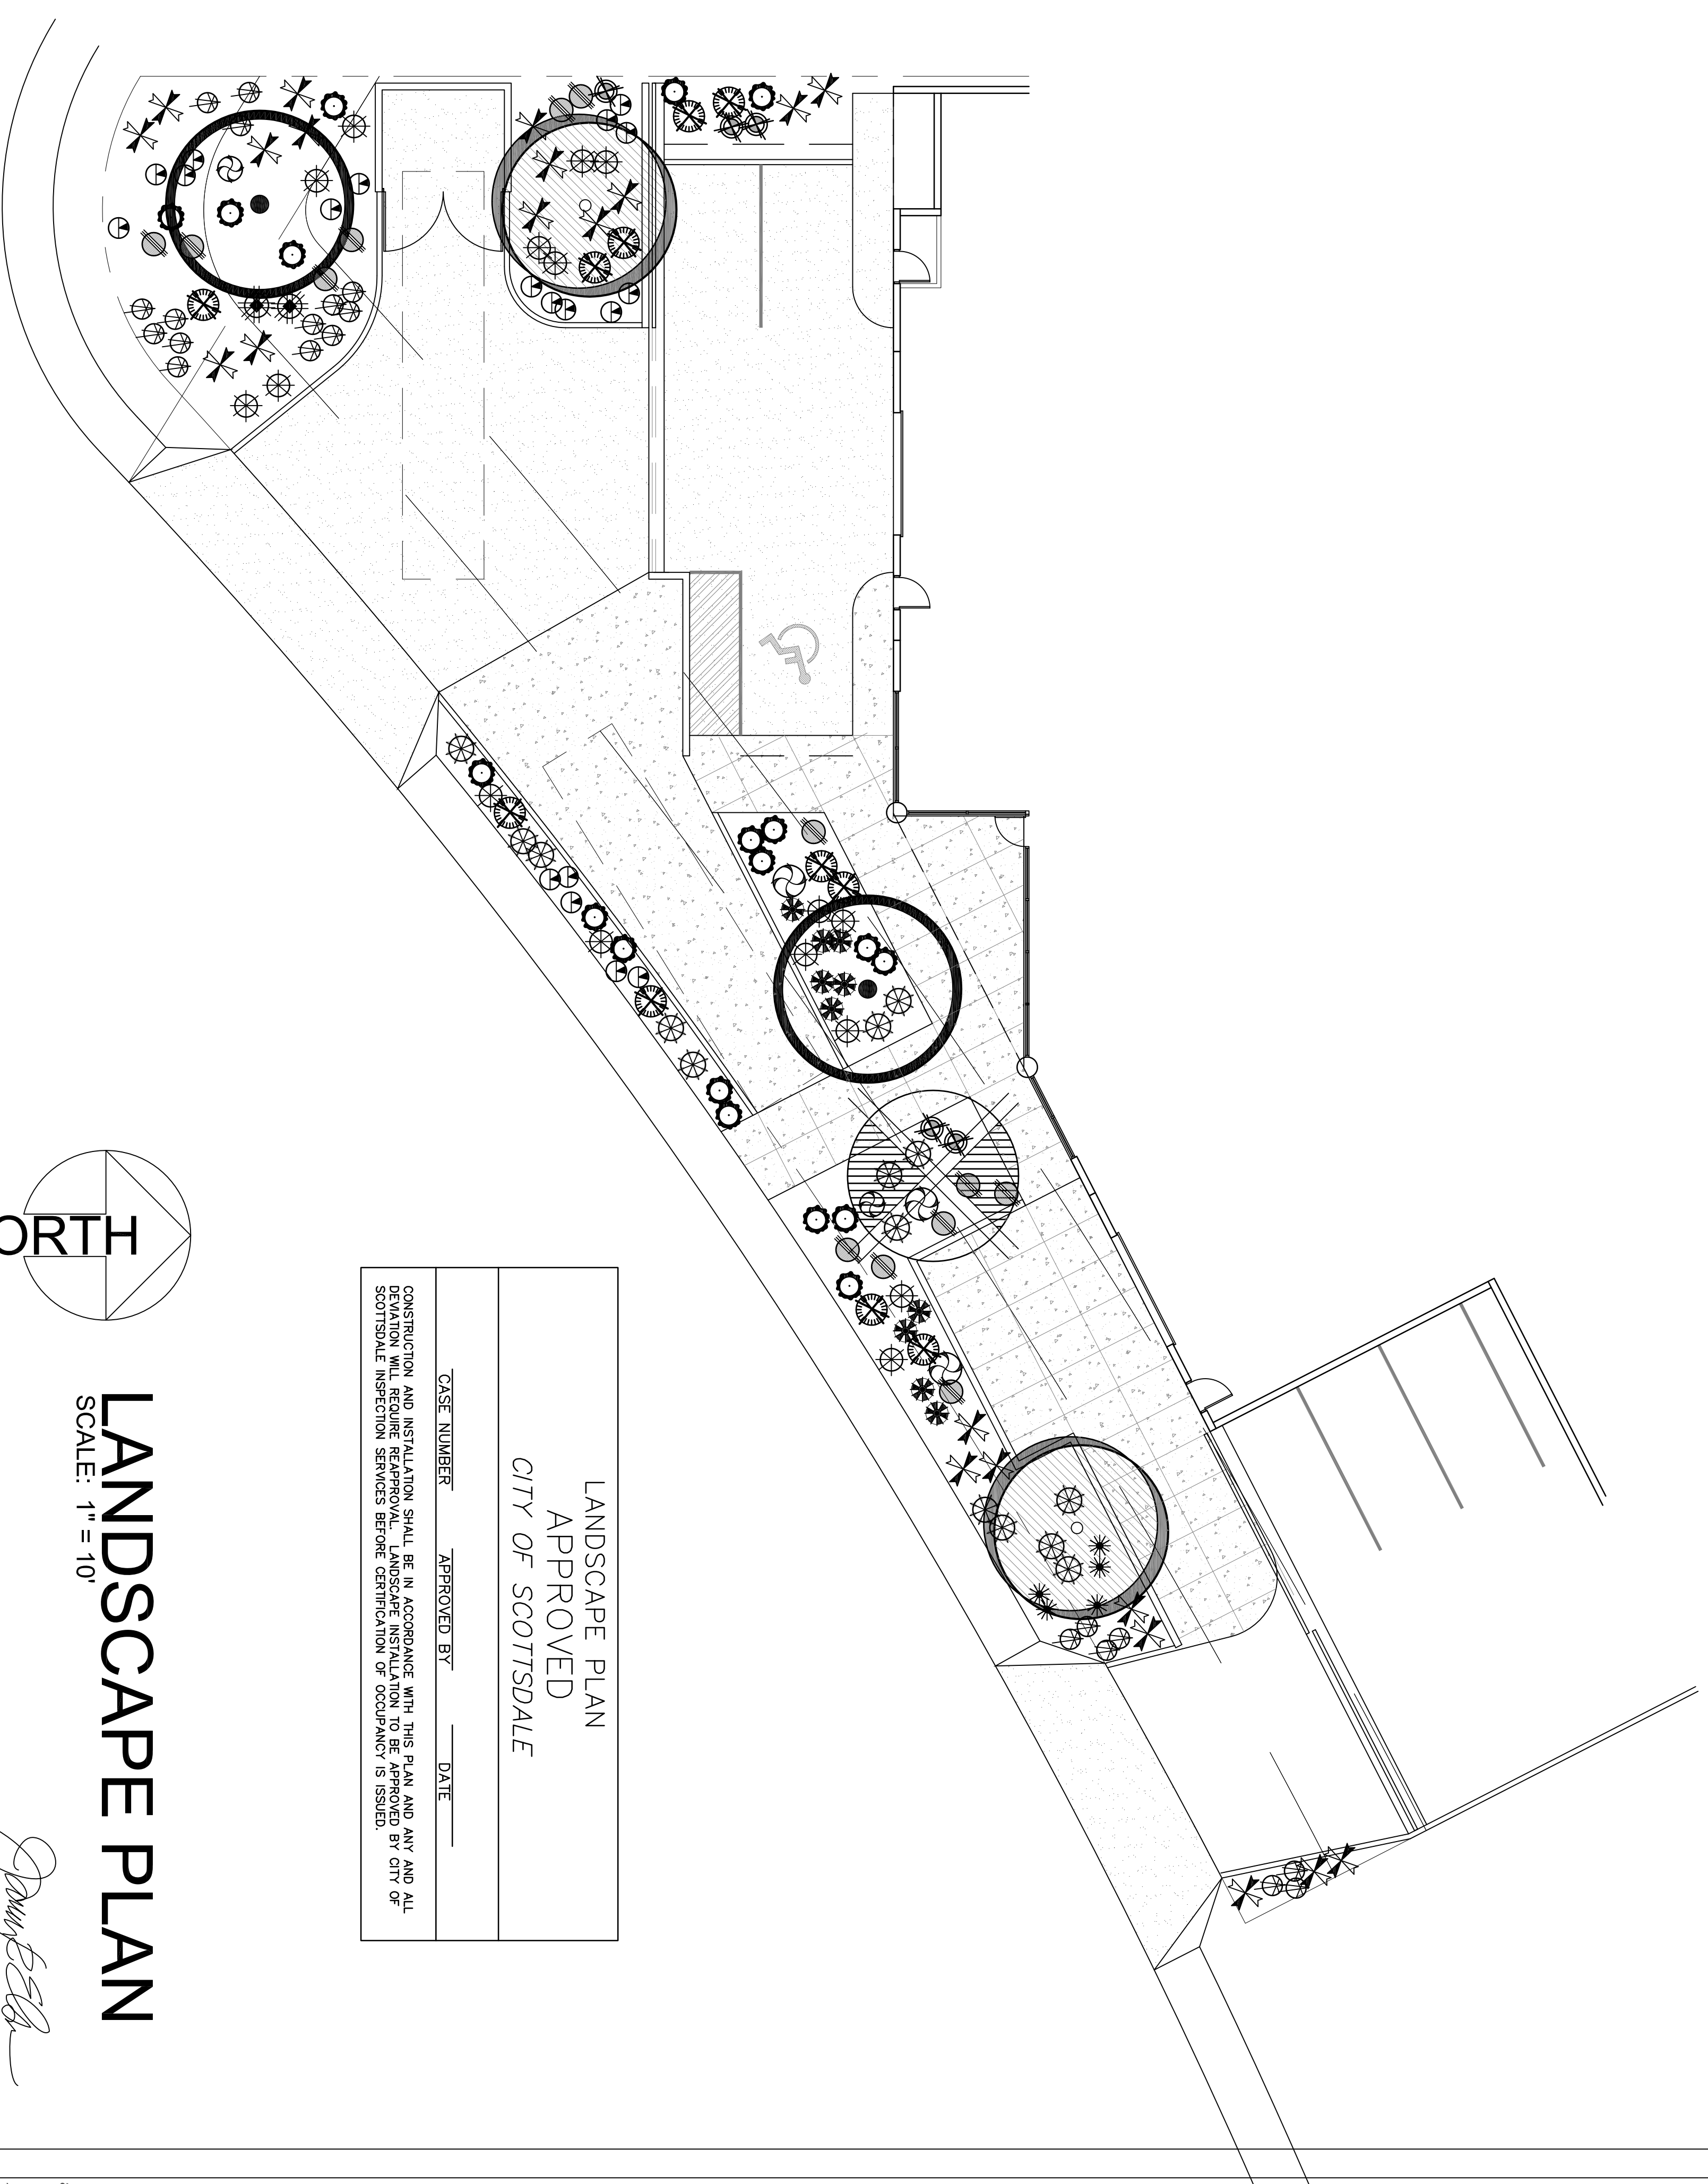 LANDSCAPE PLAN
APPROVED
CITY OF SCOTTSDALE
CASE NUMBER APPROVED BY DATE
CONSTRUCTION AND INSTALLATION SHALL BE IN ACCORDANCE WITH THIS PLAN AND ANY AND ALL
DEVIATION WILL REQUIRE REAPPROVAL. LANDSCAPE INSTALLATION TO BE APPROVED BY CITY OF
SCOTTSDALE INSPECTION SERVICES BEFORE CERTIFICATION OF OCCUPANCY IS ISSUED.
ORTH
LANDSCAPE PLAN
SCALE: 1" = 10'